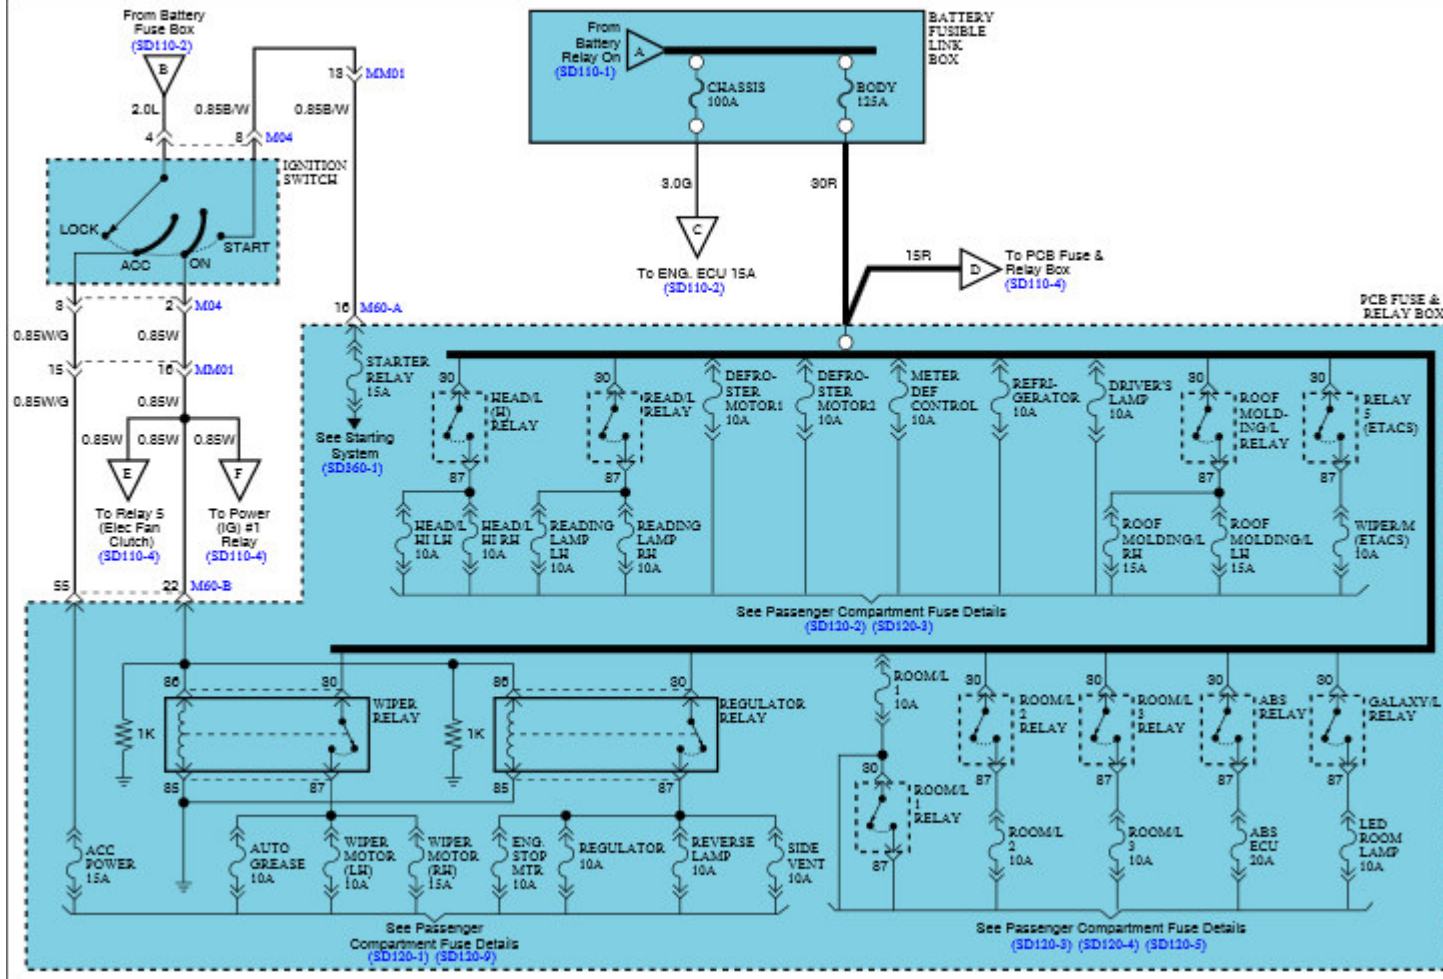 From Battery
Fuse Box
(SD110-2)
B
2.0L
0.85B/W
0.85B/W
13
MM01
4
8
M04
IGNITION
SWITCH
LOCK
ACC
ON
START
3
2
M04
0.85W/G
0.85W
15
16
MM01
0.85W/G
0.85W
0.85W
0.85W
0.85W
E
F
To Relay 5
(Elec Fan
Clutch)
(SD110-4)
To Power
(IG) #1
Relay
(SD110-4)
55
22
M60-B
BATTERY
FUSIBLE
LINK
BOX
From
Battery
Relay On
(SD110-1)
A
CHASSIS
100A
BODY
125A
3.0G
30R
C
To ENG. ECU 15A
(SD110-2)
15R
D
To PCB Fuse &
Relay Box
(SD110-4)
PCB FUSE &
RELAY BOX
16
M60-A
STARTER
RELAY
15A
See Starting
System
(SD360-1)
30
HEAD/L
(H)
RELAY
87
HEAD/L
HI LH
10A
HEAD/L
HI RH
10A
30
READ/L
RELAY
87
READING
LAMP
LH
10A
READING
LAMP
RH
10A
DEFRO-
STER
MOTOR1
10A
DEFRO-
STER
MOTOR2
10A
METER
DEF
CONTROL
10A
REFRI-
GERATOR
10A
DRIVER'S
LAMP
10A
30
ROOF
MOLD-
ING/L
RELAY
87
ROOF
MOLDING/L
RH
15A
ROOF
MOLDING/L
LH
15A
30
RELAY
5
(ETACS)
87
WIPER/M
(ETACS)
10A
See Passenger Compartment Fuse Details
(SD120-2) (SD120-3)
86
30
WIPER
RELAY
1K
85
87
86
30
REGULATOR
RELAY
1K
85
87
ACC
POWER
15A
AUTO
GREASE
10A
WIPER
MOTOR
(LH)
10A
WIPER
MOTOR
(RH)
15A
ENG.
STOP
MTR
10A
REGULATOR
10A
REVERSE
LAMP
10A
SIDE
VENT
10A
See Passenger
Compartment Fuse Details
(SD120-1) (SD120-9)
ROOM/L
1
10A
30
ROOM/L
1
RELAY
87
30
ROOM/L
2
RELAY
87
ROOM/L
2
10A
30
ROOM/L
3
RELAY
87
ROOM/L
3
10A
30
ABS
RELAY
87
ABS
ECU
20A
30
GALAXY/L
RELAY
87
LED
ROOM
LAMP
10A
See Passenger Compartment Fuse Details
(SD120-3) (SD120-4) (SD120-5)